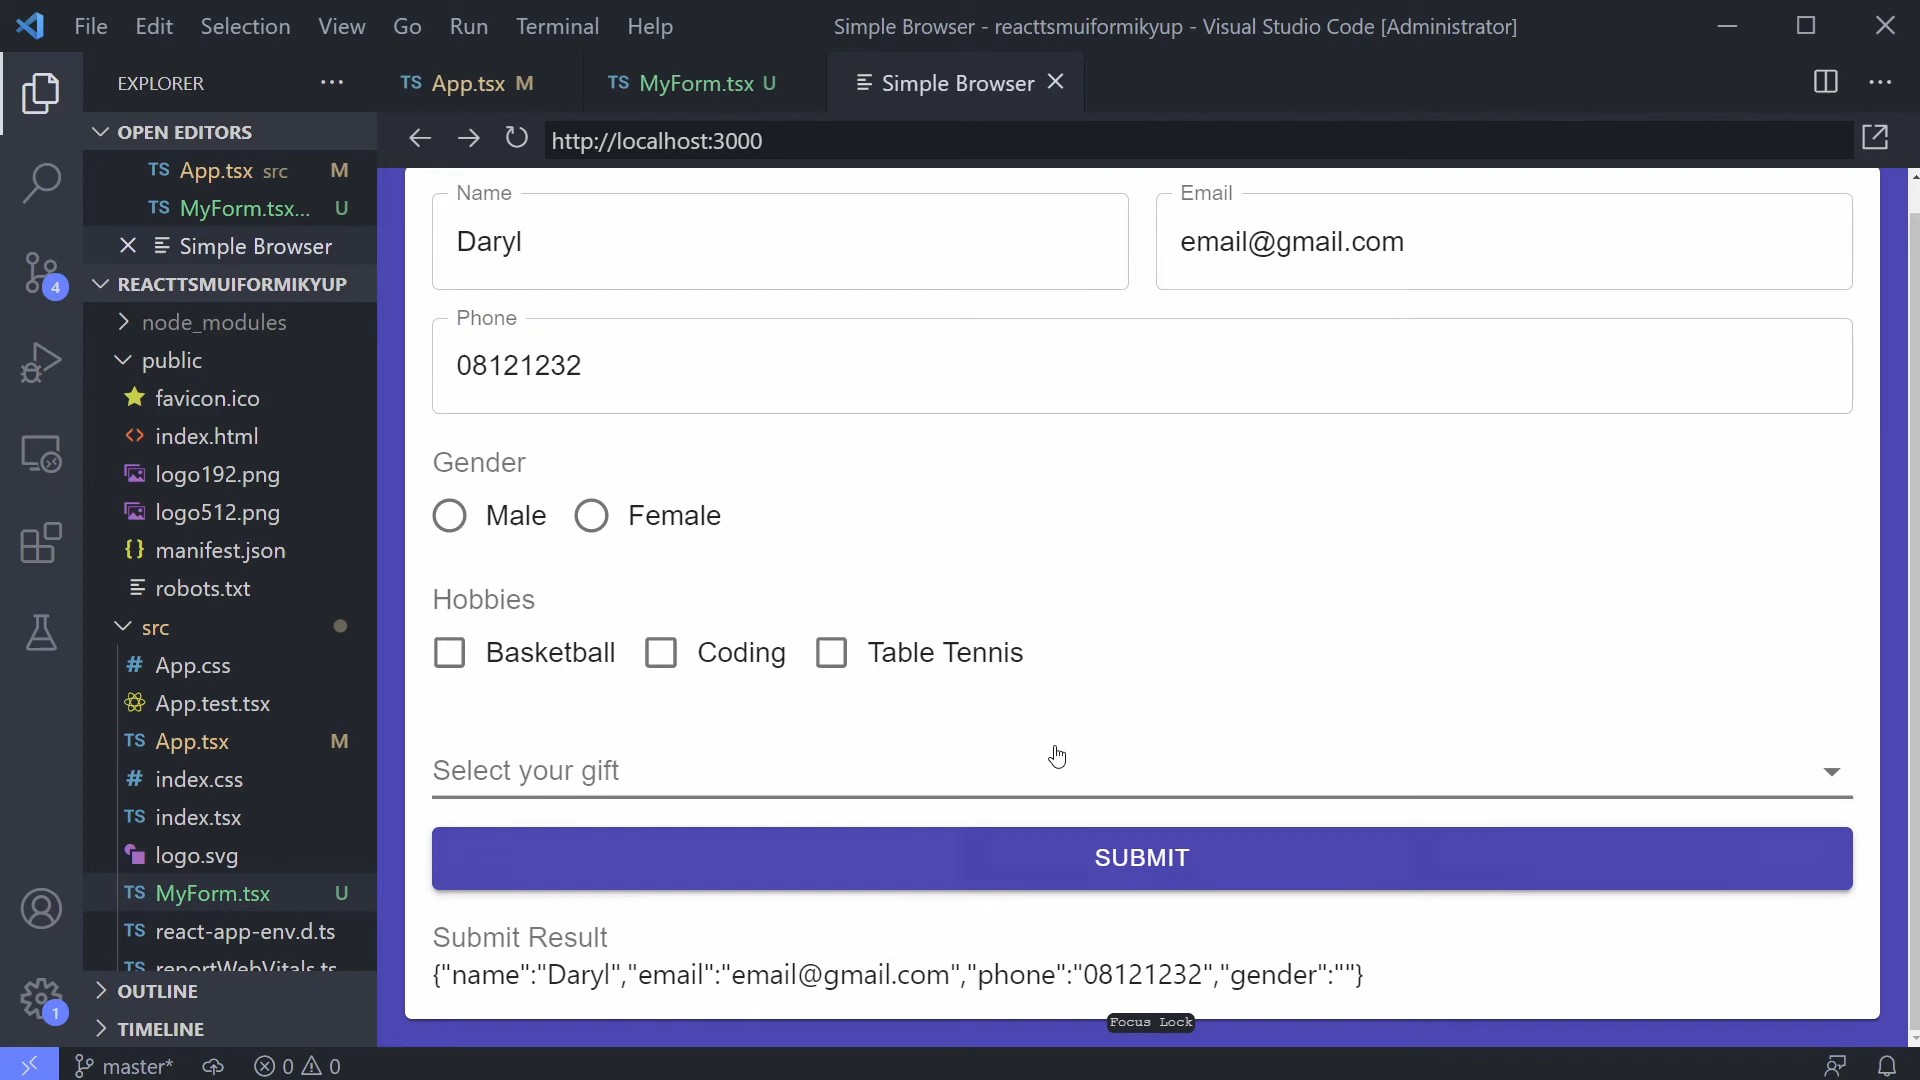 File Edit Selection View Go Run Terminal Help
Simple Browser - reacttsmuiformikyup - Visual Studio Code [Administrator]
EXPLORER
TS App.tsx M
TS MyForm.tsx U
Simple Browser
OPEN EDITORS
TS App.tsx src M
TS MyForm.tsx... U
Simple Browser
REACTTSMUIFORMIKYUP
node_modules
public
favicon.ico
index.html
logo192.png
logo512.png
manifest.json
robots.txt
src
App.css
App.test.tsx
TS App.tsx M
index.css
TS index.tsx
logo.svg
TS MyForm.tsx U
TS react-app-env.d.ts
TS reportWebVitals.ts
OUTLINE
TIMELINE
4
1
http://localhost:3000
Name
Daryl
Email
email@gmail.com
Phone
08121232
Gender
Male Female
Hobbies
Basketball Coding Table Tennis
Select your gift
SUBMIT
Submit Result
{"name":"Daryl","email":"email@gmail.com","phone":"08121232","gender":""}
Focus Lock
master* 0 0